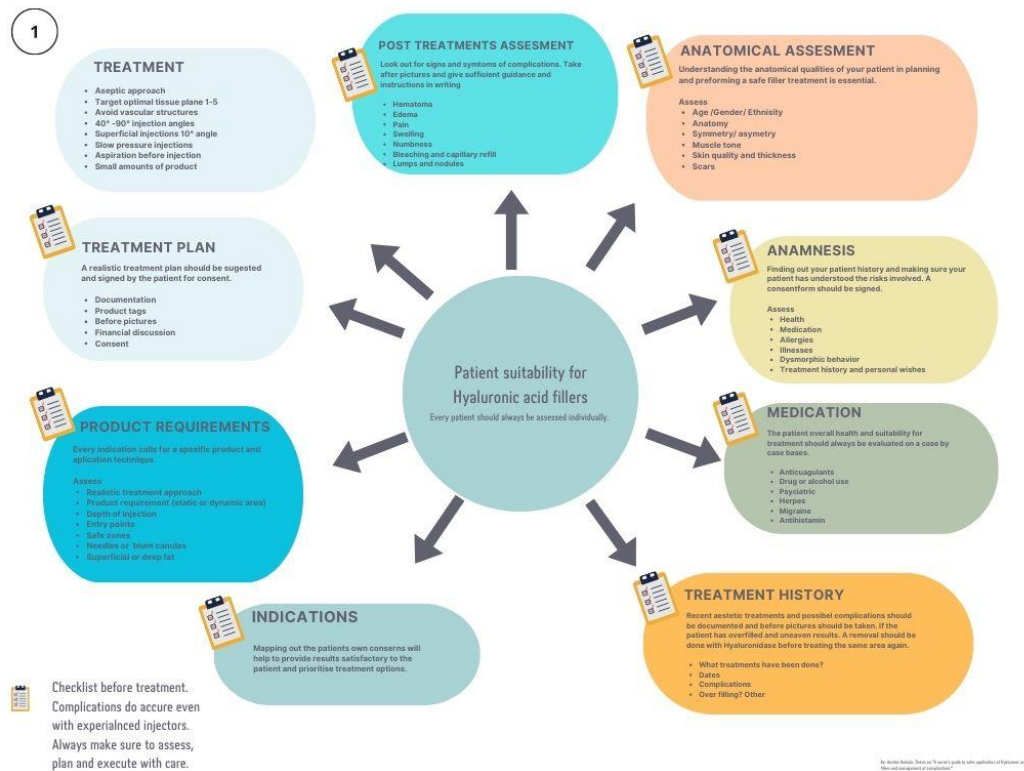 1
TREATMENT
• Aseptic approach
• Target optimal tissue plane 1-5
• Avoid vascular structures
• 40° -90° injection angles
• Superficial injections 10° angle
• Slow pressure injections
• Aspiration before injection
• Small amounts of product
POST TREATMENTS ASSESMENT
Look out for signs and symtoms of complications. Take
after pictures and give sufficient guidance and
instructions in writing
• Hematoma
• Edema
• Pain
• Swelling
• Numbness
• Bleaching and capillary refill
• Lumps and nodules
ANATOMICAL ASSESMENT
Understanding the anatomical qualities of your patient in planning
and preforming a safe filler treatment is essential.
Assess
• Age /Gender/ Ethnisity
• Anatomy
• Symmetry/ asymetry
• Muscle tone
• Skin quality and thickness
• Scars
TREATMENT PLAN
A realistic treatment plan should be sugested
and signed by the patient for consent.
• Documentation
• Product tags
• Before pictures
• Financial discussion
• Consent
ANAMNESIS
Finding out your patient history and making sure your
patient has understood the risks involved. A
consentform should be signed.
Assess
• Health
• Medication
• Allergies
• Illnesses
• Dysmorphic behavior
• Treatment history and personal wishes
Patient suitability for
Hyaluronic acid fillers
Every patient should always be assessed individually.
PRODUCT REQUIREMENTS
Every indication calls for a spesific product and
aplication technique.
Assess
• Realistic treatment approach
• Product requirement (static or dynamic area)
• Depth of injection
• Entry points
• Safe zones
• Needles or blunt canules
• Superficial or deep fat
MEDICATION
The patient overall health and suitability for
treatment should always be evaluated on a case by
case bases.
• Anticuagulants
• Drug or alcohol use
• Psyciatric
• Herpes
• Migraine
• Antihistamin
INDICATIONS
Mapping out the patients own concerns will
help to provide results satisfactory to the
patient and prioritise treatment options.
TREATMENT HISTORY
Recent aestetic treatments and possibel complications should
be documented and before pictures should be taken. If the
patient has overfilled and uneaven results. A removal should be
done with Hyaluronidase before treating the same area again.
• What treatments have been done?
• Dates
• Complications
• Over filling? Other
Checklist before treatment.
Complications do accure even
with experialnced injectors.
Always make sure to assess,
plan and execute with care.
fillers and management of complications"